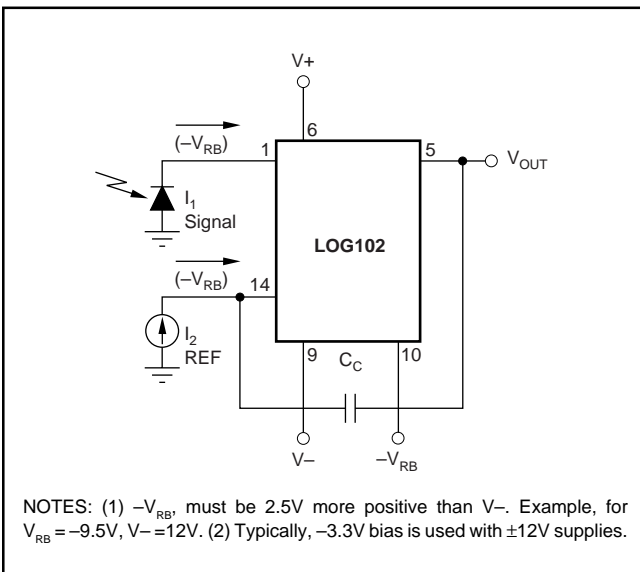 V+
6
(–V_RB)
1
5
V_OUT
I_1
Signal
LOG102
(–V_RB)
14
I_2
REF
9
C_C
10
V–
–V_RB
NOTES: (1) –V_RB, must be 2.5V more positive than V–. Example, for
V_RB = –9.5V, V– =12V. (2) Typically, –3.3V bias is used with ±12V supplies.